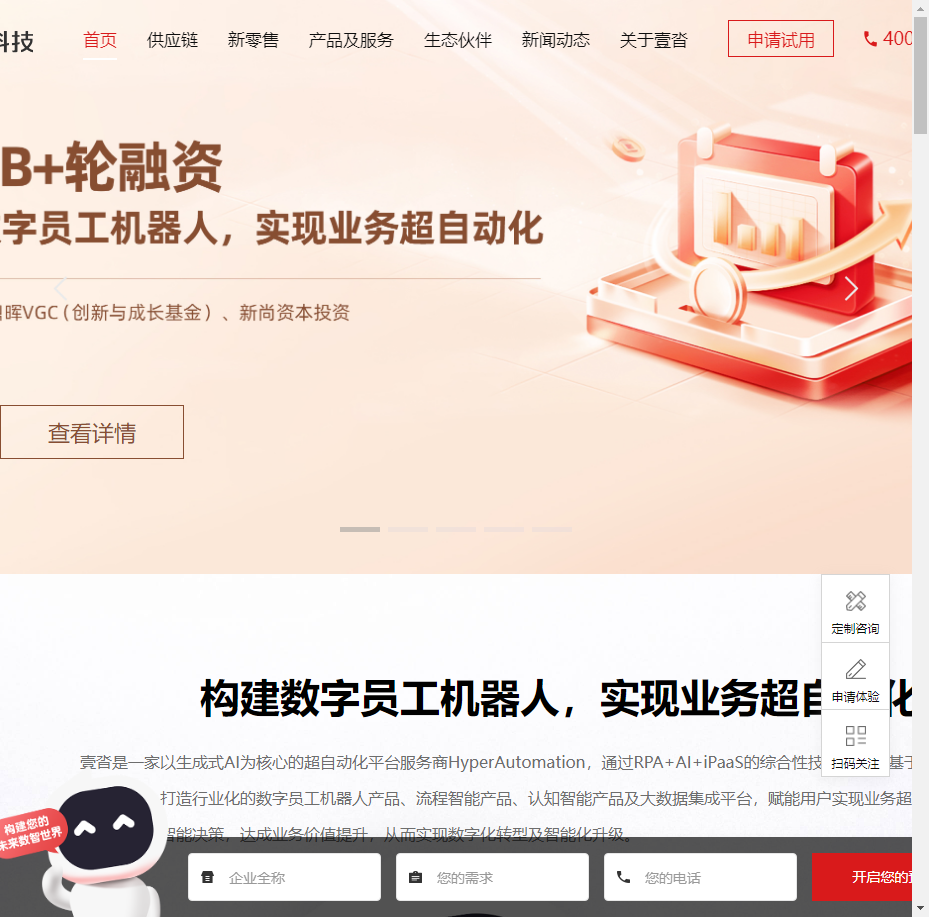 科技
首页 供应链 新零售 产品及服务 生态伙伴 新闻动态 关于壹沓 申请试用 400
B+轮融资
数字员工机器人，实现业务超自动化
晖VGC（创新与成长基金）、新尚资本投资
查看详情
定制咨询
申请体验
扫码关注
构建数字员工机器人，实现业务超自 化
壹沓是一家以生成式AI为核心的超自动化平台服务商HyperAutomation，通过RPA+AI+iPaaS的综合性技 基于
打造行业化的数字员工机器人产品、流程智能产品、认知智能产品及大数据集成平台，赋能用户实现业务超
智能决策，达成业务价值提升，从而实现数字化转型及智能化升级。
构建您的
未来数智世界
企业全称 您的需求 您的电话 开启您的